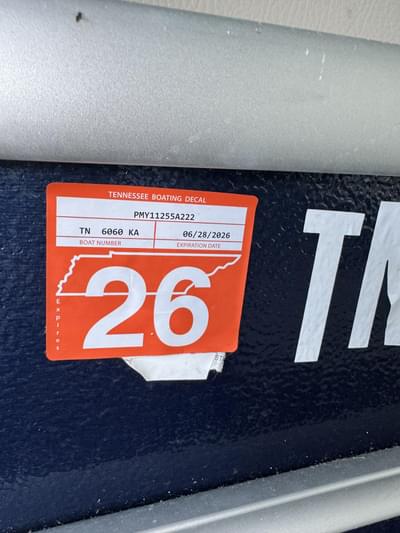 TENNESSEE BOATING DECAL
PMY11255A222
TN 6060 KA
06/28/2026
BOAT NUMBER
EXPIRATION DATE
Expires
26
TN